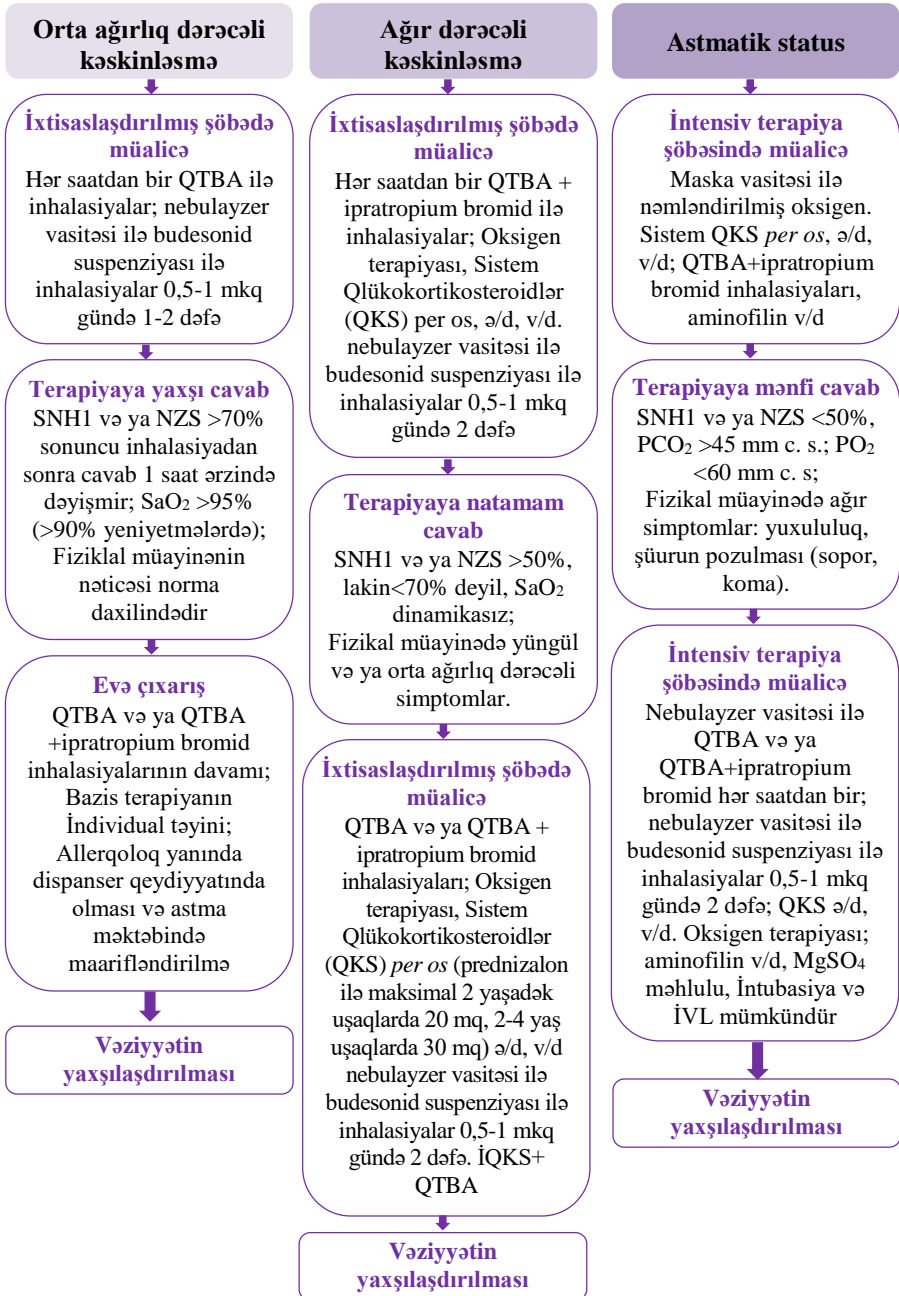 Orta ağırlıq dərəcəli
kəskinləsmə
İxtisaslaşdırılmış şöbədə
müalicə
Hər saatdan bir QTBA ilə
inhalasiyalar; nebulayzer
vasitəsi ilə budesonid
suspenziyası ilə
inhalasiyalar 0,5-1 mkq
gündə 1-2 dəfə
Terapiyaya yaxşı cavab
SNH1 və ya NZS >70%
sonuncu inhalasiyadan
sonra cavab 1 saat ərzində
dəyişmir; SaO₂ >95%
(>90% yeniyetmələrdə);
Fiziklal müayinənin
nəticəsi norma
daxilindədir
Evə çıxarış
QTBA və ya QTBA
+ipratropium bromid
inhalasiyalarının davamı;
Bazis terapiyanın
İndividual təyini;
Allerqoloq yanında
dispanser qeydiyyatında
olması və astma
məktəbində
maarifləndirilmə
Vəziyyətin
yaxşılaşdırılması
Ağır dərəcəli
kəskinləsmə
İxtisaslaşdırılmış şöbədə
müalicə
Hər saatdan bir QTBA +
ipratropium bromid ilə
inhalasiyalar; Oksigen
terapiyası, Sistem
Qlükokortikosteroidlər
(QKS) per os, ə/d, v/d.
nebulayzer vasitəsi ilə
budesonid suspenziyası ilə
inhalasiyalar 0,5-1 mkq
gündə 2 dəfə
Terapiyaya natamam
cavab
SNH1 və ya NZS >50%,
lakin<70% deyil, SaO₂
dinamikasız;
Fizikal müayinədə yüngül
və ya orta ağırlıq dərəcəli
simptomlar.
İxtisaslaşdırılmış şöbədə
müalicə
QTBA və ya QTBA +
ipratropium bromid
inhalasiyaları; Oksigen
terapiyası, Sistem
Qlükokortikosteroidlər
(QKS) per os (prednizalon
ilə maksimal 2 yaşadək
uşaqlarda 20 mq, 2-4 yaş
uşaqlarda 30 mq) ə/d, v/d
nebulayzer vasitəsi ilə
budesonid suspenziyası ilə
inhalasiyalar 0,5-1 mkq
gündə 2 dəfə. İQKS+
QTBA
Vəziyyətin
yaxşılaşdırılması
Astmatik status
İntensiv terapiya
şöbəsində müalicə
Maska vasitəsi ilə
nəmləndirilmiş oksigen.
Sistem QKS per os, ə/d,
v/d; QTBA+ipratropium
bromid inhalasiyaları,
aminofilin v/d
Terapiyaya mənfi cavab
SNH1 və ya NZS <50%,
PCO₂ >45 mm c. s.; PO₂
<60 mm c. s;
Fizikal müayinədə ağır
simptomlar: yuxululuq,
şüurun pozulması (sopor,
koma).
İntensiv terapiya
şöbəsində müalicə
Nebulayzer vasitəsi ilə
QTBA və ya
QTBA+ipratropium
bromid hər saatdan bir;
nebulayzer vasitəsi ilə
budesonid suspenziyası ilə
inhalasiyalar 0,5-1 mkq
gündə 2 dəfə; QKS ə/d,
v/d. Oksigen terapiyası;
aminofilin v/d, MgSO₄
məhlulu, İntubasiya və
İVL mümkündür
Vəziyyətin
yaxşılaşdırılması